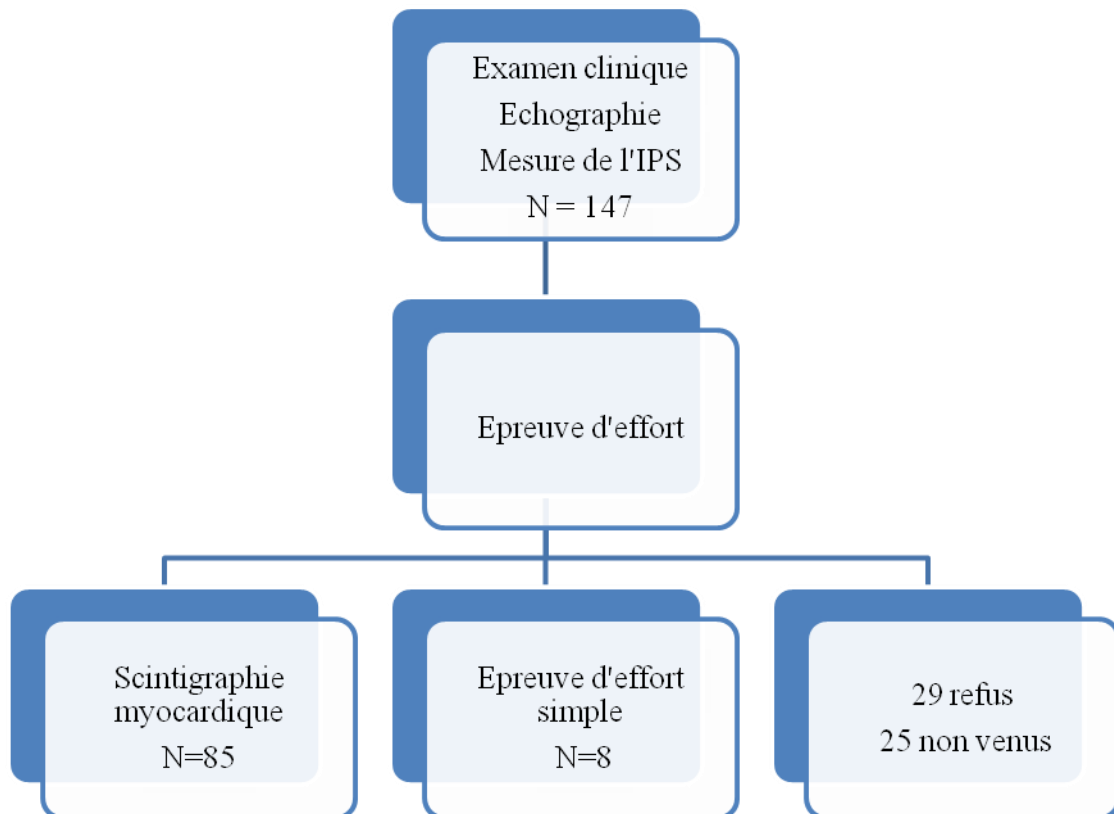 Examen clinique
Echographie
Mesure de l'IPS
N = 147
Epreuve d'effort
Scintigraphie
myocardique
N=85
Epreuve d'effort
simple
N=8
29 refus
25 non venus